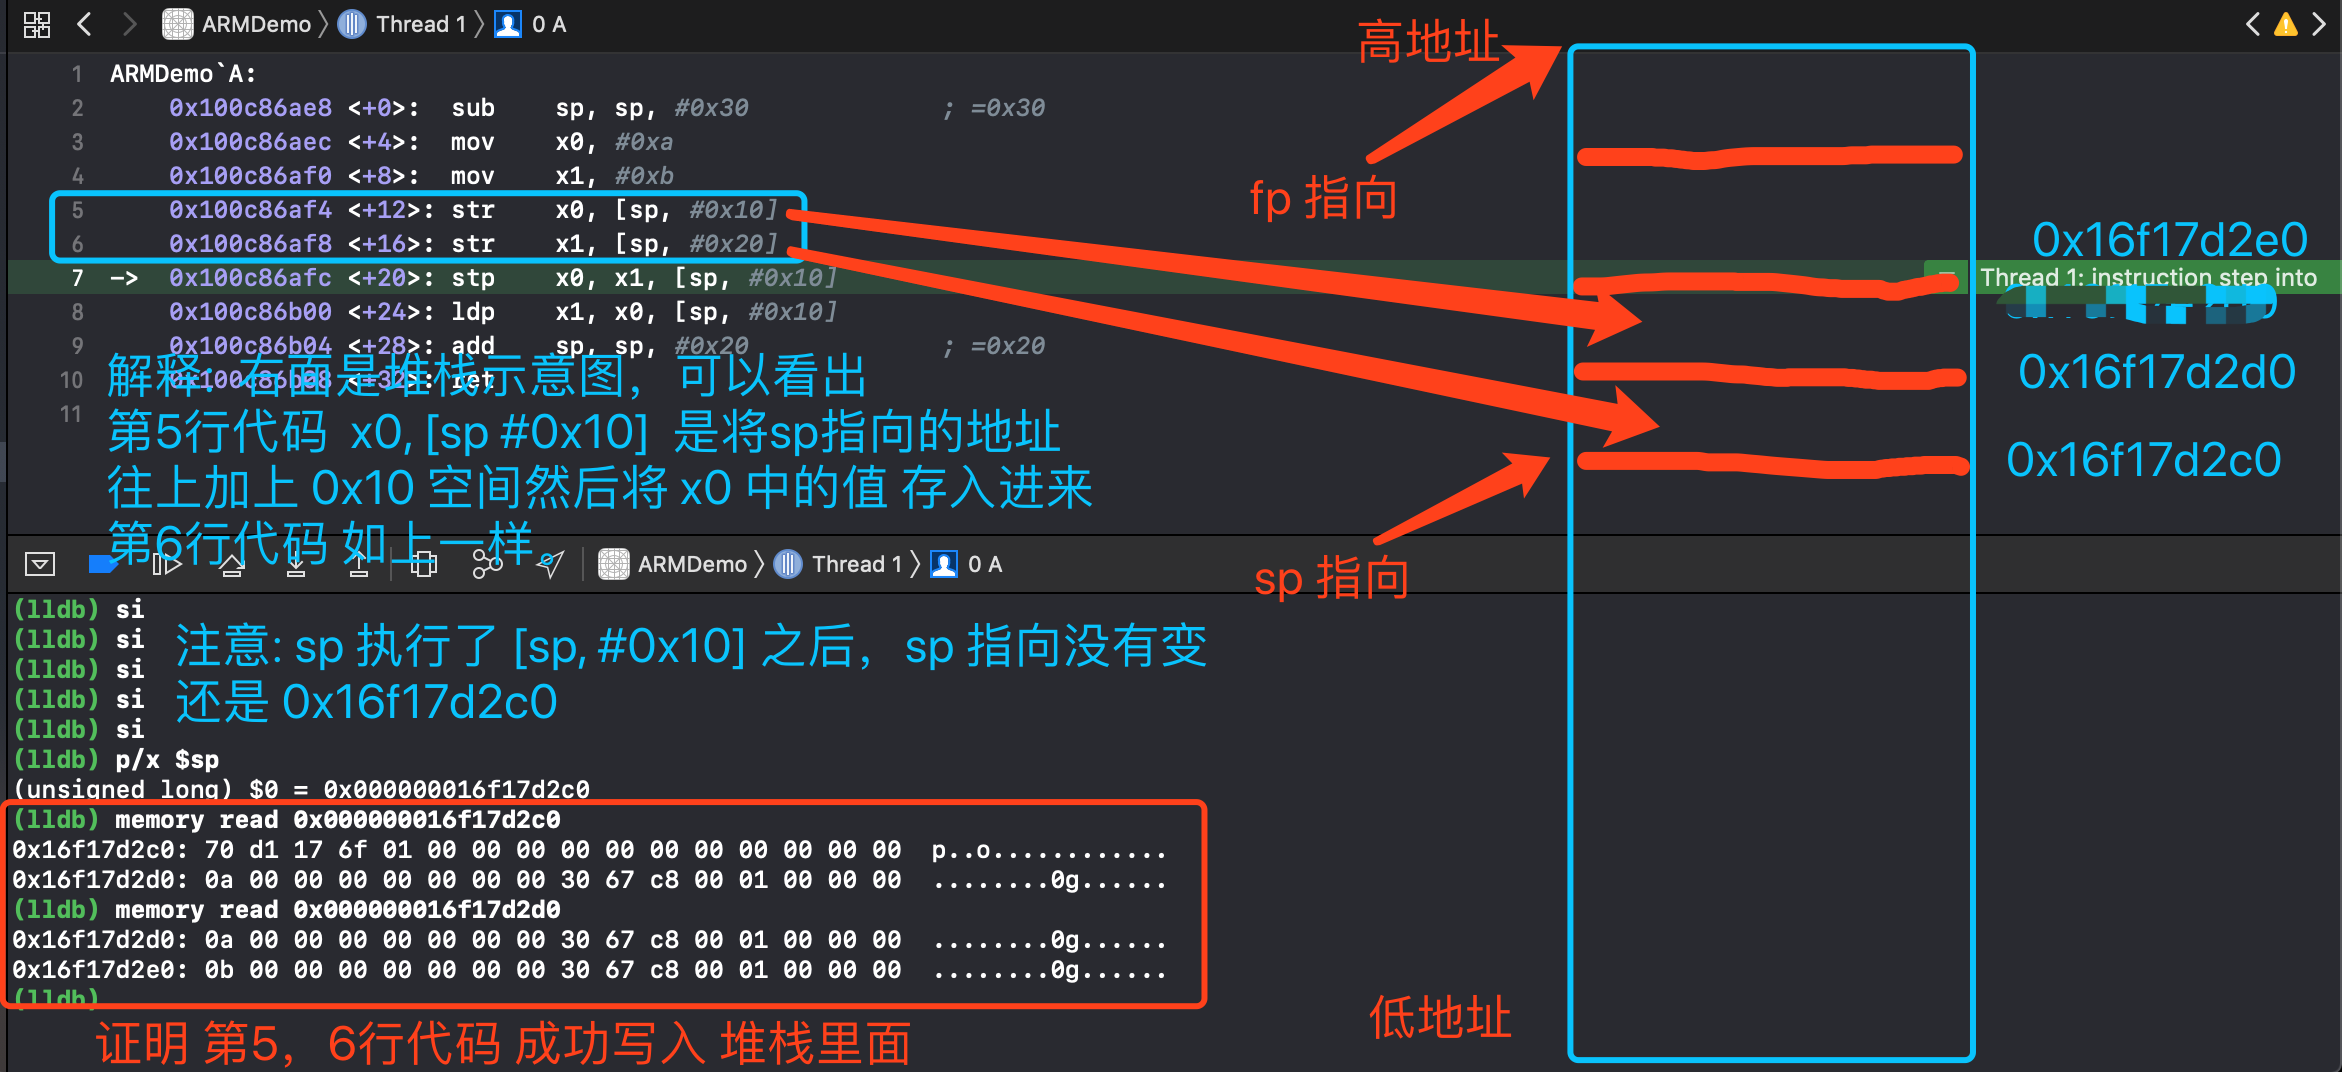 ARMDemo 〉 Thread 1 〉 0 A
高地址
1 ARMDemo`A:
2 0x100c86ae8 <+0>: sub sp, sp, #0x30 ; =0x30
3 0x100c86aec <+4>: mov x0, #0xa
4 0x100c86af0 <+8>: mov x1, #0xb
fp 指向
5 0x100c86af4 <+12>: str x0, [sp, #0x10]
6 0x100c86af8 <+16>: str x1, [sp, #0x20]
0x16f17d2e0
7 -> 0x100c86afc <+20>: stp x0, x1, [sp, #0x10]
Thread 1: instruction step into
8 0x100c86b00 <+24>: ldp x1, x0, [sp, #0x10]
9 0x100c86b04 <+28>: add sp, sp, #0x20 ; =0x20
10 0x100c86b08 <+32>: ret
11
0x16f17d2d0
0x16f17d2c0
解释: 右面是堆栈示意图，可以看出
第5行代码 x0, [sp #0x10] 是将sp指向的地址
往上加上 0x10 空间然后将 x0 中的值 存入进来
第6行代码 如上一样
sp 指向
ARMDemo 〉 Thread 1 〉 0 A
(lldb) si
(lldb) si
(lldb) si
(lldb) si
(lldb) si
注意: sp 执行了 [sp, #0x10] 之后，sp 指向没有变
还是 0x16f17d2c0
(lldb) p/x $sp
(unsigned long) $0 = 0x000000016f17d2c0
(lldb) memory read 0x000000016f17d2c0
0x16f17d2c0: 70 d1 17 6f 01 00 00 00 00 00 00 00 00 00 00 00 p..o............
0x16f17d2d0: 0a 00 00 00 00 00 00 00 30 67 c8 00 01 00 00 00 ........0g......
(lldb) memory read 0x000000016f17d2d0
0x16f17d2d0: 0a 00 00 00 00 00 00 00 30 67 c8 00 01 00 00 00 ........0g......
0x16f17d2e0: 0b 00 00 00 00 00 00 00 30 67 c8 00 01 00 00 00 ........0g......
(lldb)
低地址
证明 第5，6行代码 成功写入 堆栈里面